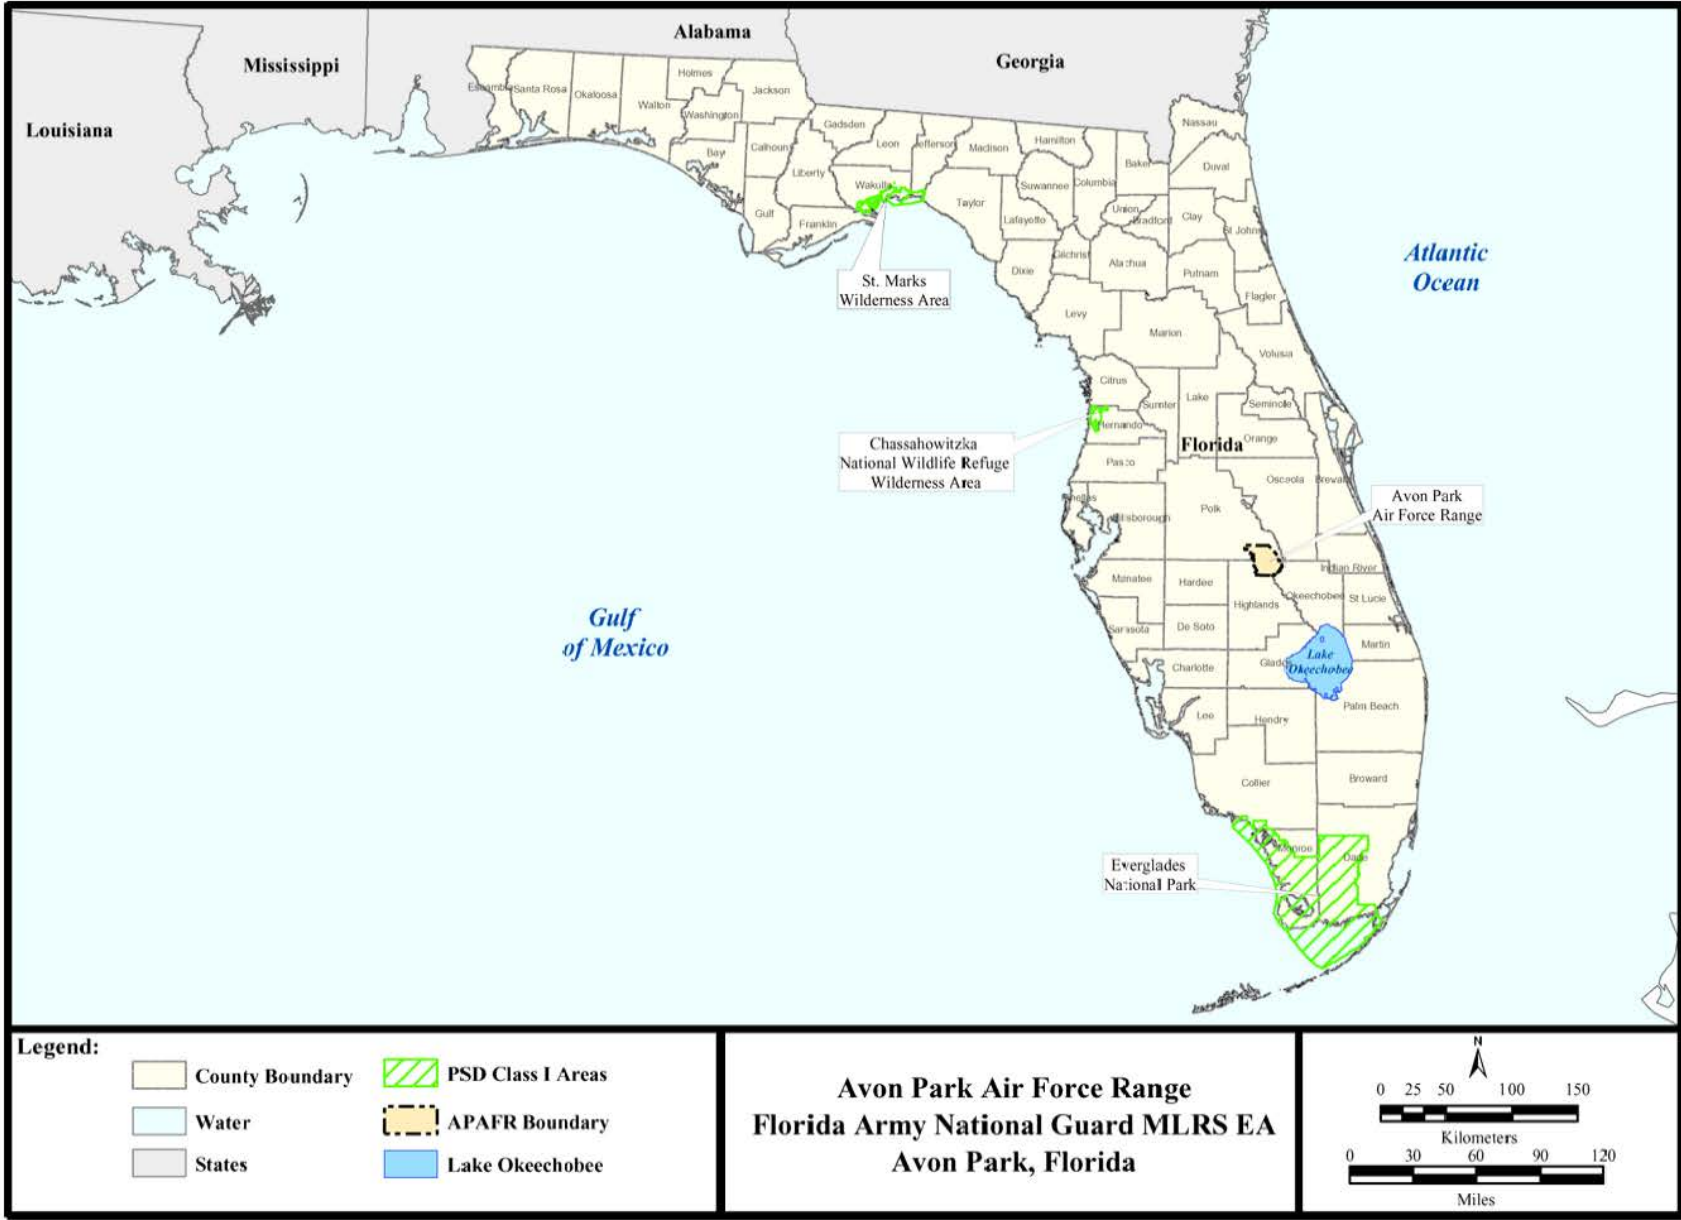 Alabama
Mississippi
Georgia
Louisiana
Holmes
Santa Rosa
Okaloosa
Walton
Jackson
Washington
Bay
Calhoun
Gadsden
Leon
Jefferson
Madison
Hamilton
Nassau
Baker
Duval
Liberty
Wakulla
Suwannee
Columbia
Gulf
Franklin
Taylor
Lafayette
Union
Bradford
Clay
St Johns
Dixie
Gilchrist
Alachua
Putnam
Flagler
Atlantic
Ocean
St. Marks
Wilderness Area
Levy
Marion
Volusia
Citrus
Sumter
Lake
Seminole
Hernando
Orange
Florida
Chassahowitzka
National Wildlife Refuge
Wilderness Area
Pasco
Osceola
Brevard
Polk
Avon Park
Air Force Range
Hillsborough
Manatee
Hardee
Indian River
Highlands
Okeechobee
St Lucie
Sarasota
De Soto
Martin
Gulf
of Mexico
Charlotte
Glades
Lake
Okeechobee
Palm Beach
Lee
Hendry
Collier
Broward
Monroe
Dade
Everglades
National Park
Legend:
County Boundary
PSD Class I Areas
Water
APAFR Boundary
States
Lake Okeechobee
Avon Park Air Force Range
Florida Army National Guard MLRS EA
Avon Park, Florida
N
0 25 50 100 150
Kilometers
0 30 60 90 120
Miles